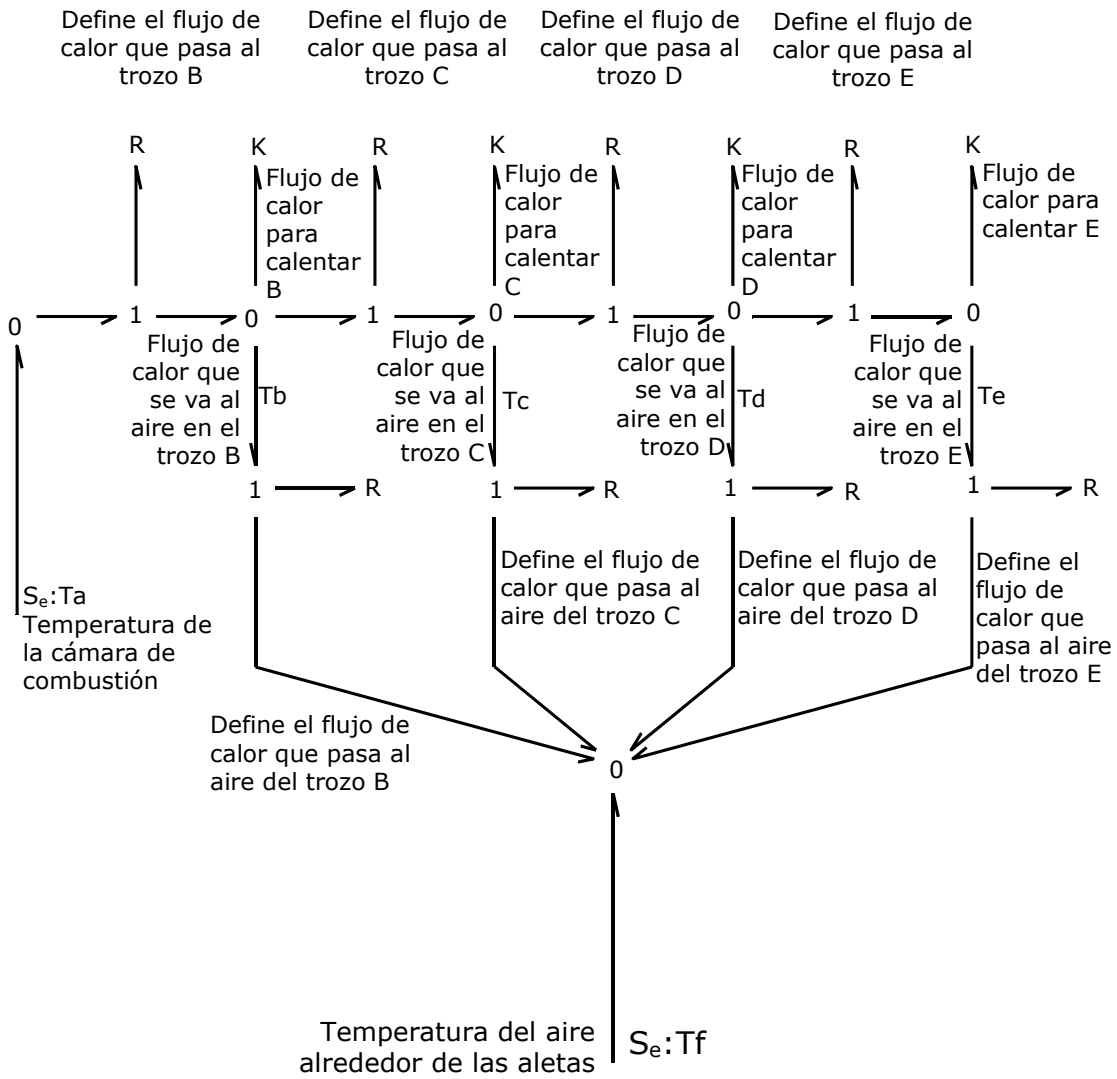 Define el flujo de
calor que pasa al
trozo B
Define el flujo de
calor que pasa al
trozo C
Define el flujo de
calor que pasa al
trozo D
Define el flujo de
calor que pasa al
trozo E
R
K
R
K
R
K
R
K
Flujo de
calor
para
calentar
B
Flujo de
calor
para
calentar
C
Flujo de
calor
para
calentar
D
Flujo de
calor para
calentar E
0
1
0
1
0
1
0
1
0
Flujo de
calor que
se va al
aire en el
trozo B
Tb
Flujo de
calor que
se va al
aire en el
trozo C
Tc
Flujo de
calor que
se va al
aire en el
trozo D
Td
Flujo de
calor que
se va al
aire en el
trozo E
Te
1
R
1
R
1
R
1
R
Se:Ta
Temperatura de
la cámara de
combustión
Define el flujo de
calor que pasa al
aire del trozo C
Define el flujo de
calor que pasa al
aire del trozo D
Define el
flujo de
calor que
pasa al aire
del trozo E
Define el flujo de
calor que pasa al
aire del trozo B
0
Temperatura del aire
alrededor de las aletas
Se:Tf